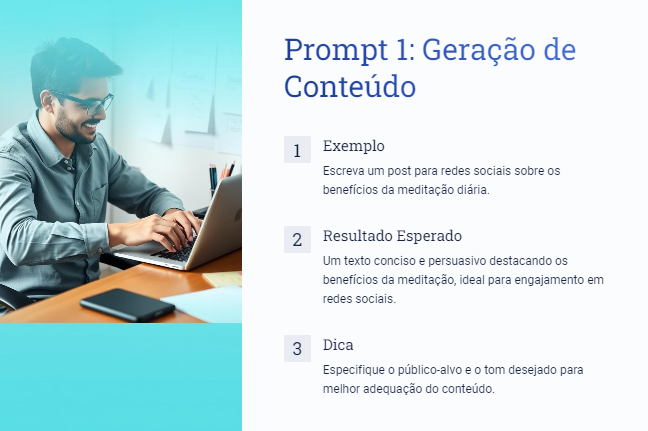 Prompt 1: Geração de
Conteúdo
1
Exemplo
Escreva um post para redes sociais sobre os
benefícios da meditação diária.
2
Resultado Esperado
Um texto conciso e persuasivo destacando os
benefícios da meditação, ideal para engajamento em
redes sociais.
3
Dica
Especifique o público-alvo e o tom desejado para
melhor adequação do conteúdo.